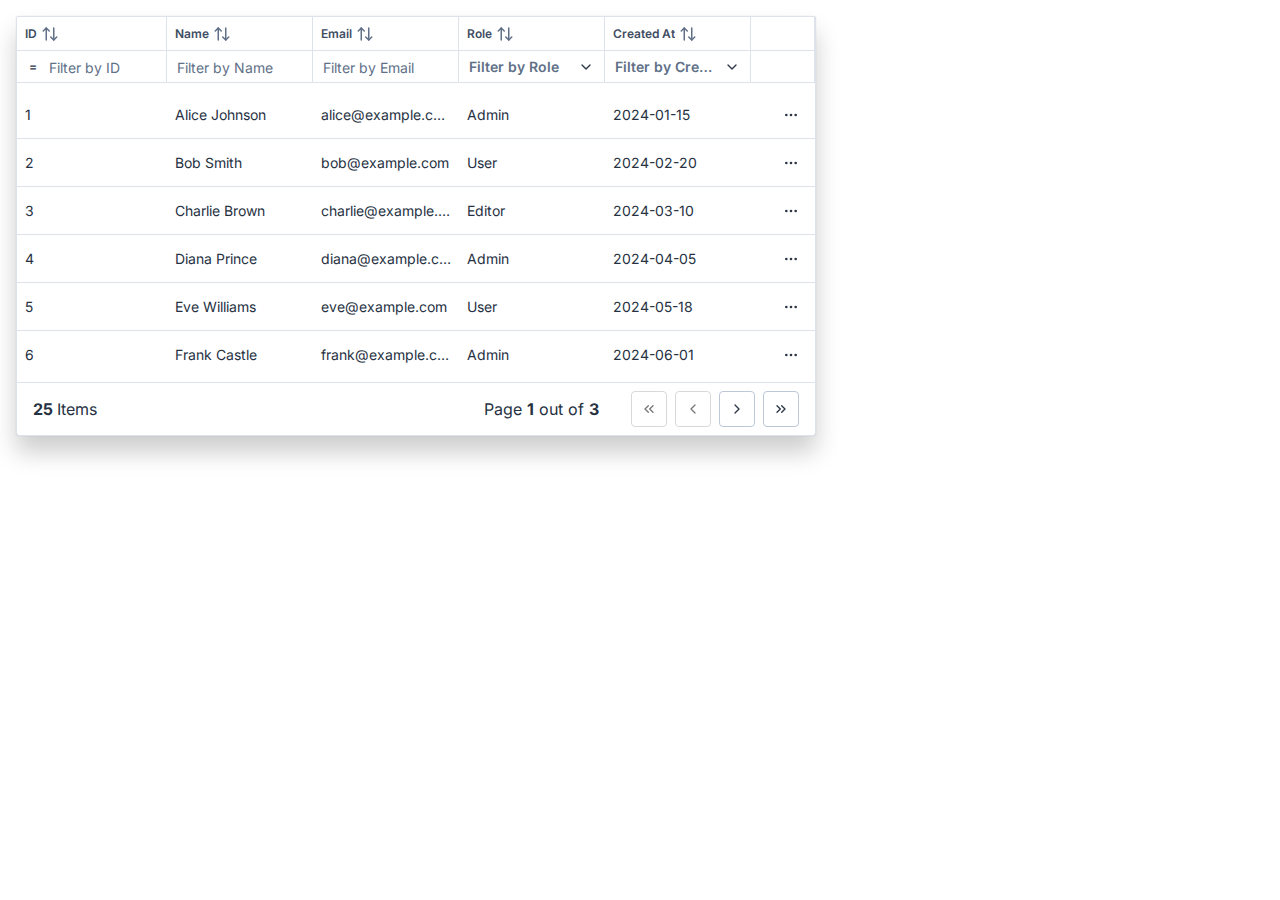 ID Name Email Role Created At
= Filter by ID Filter by Name Filter by Email Filter by Role Filter by Cre...
1 Alice Johnson alice@example.c... Admin 2024-01-15
2 Bob Smith bob@example.com User 2024-02-20
3 Charlie Brown charlie@example.... Editor 2024-03-10
4 Diana Prince diana@example.c... Admin 2024-04-05
5 Eve Williams eve@example.com User 2024-05-18
6 Frank Castle frank@example.c... Admin 2024-06-01
25 Items Page 1 out of 3